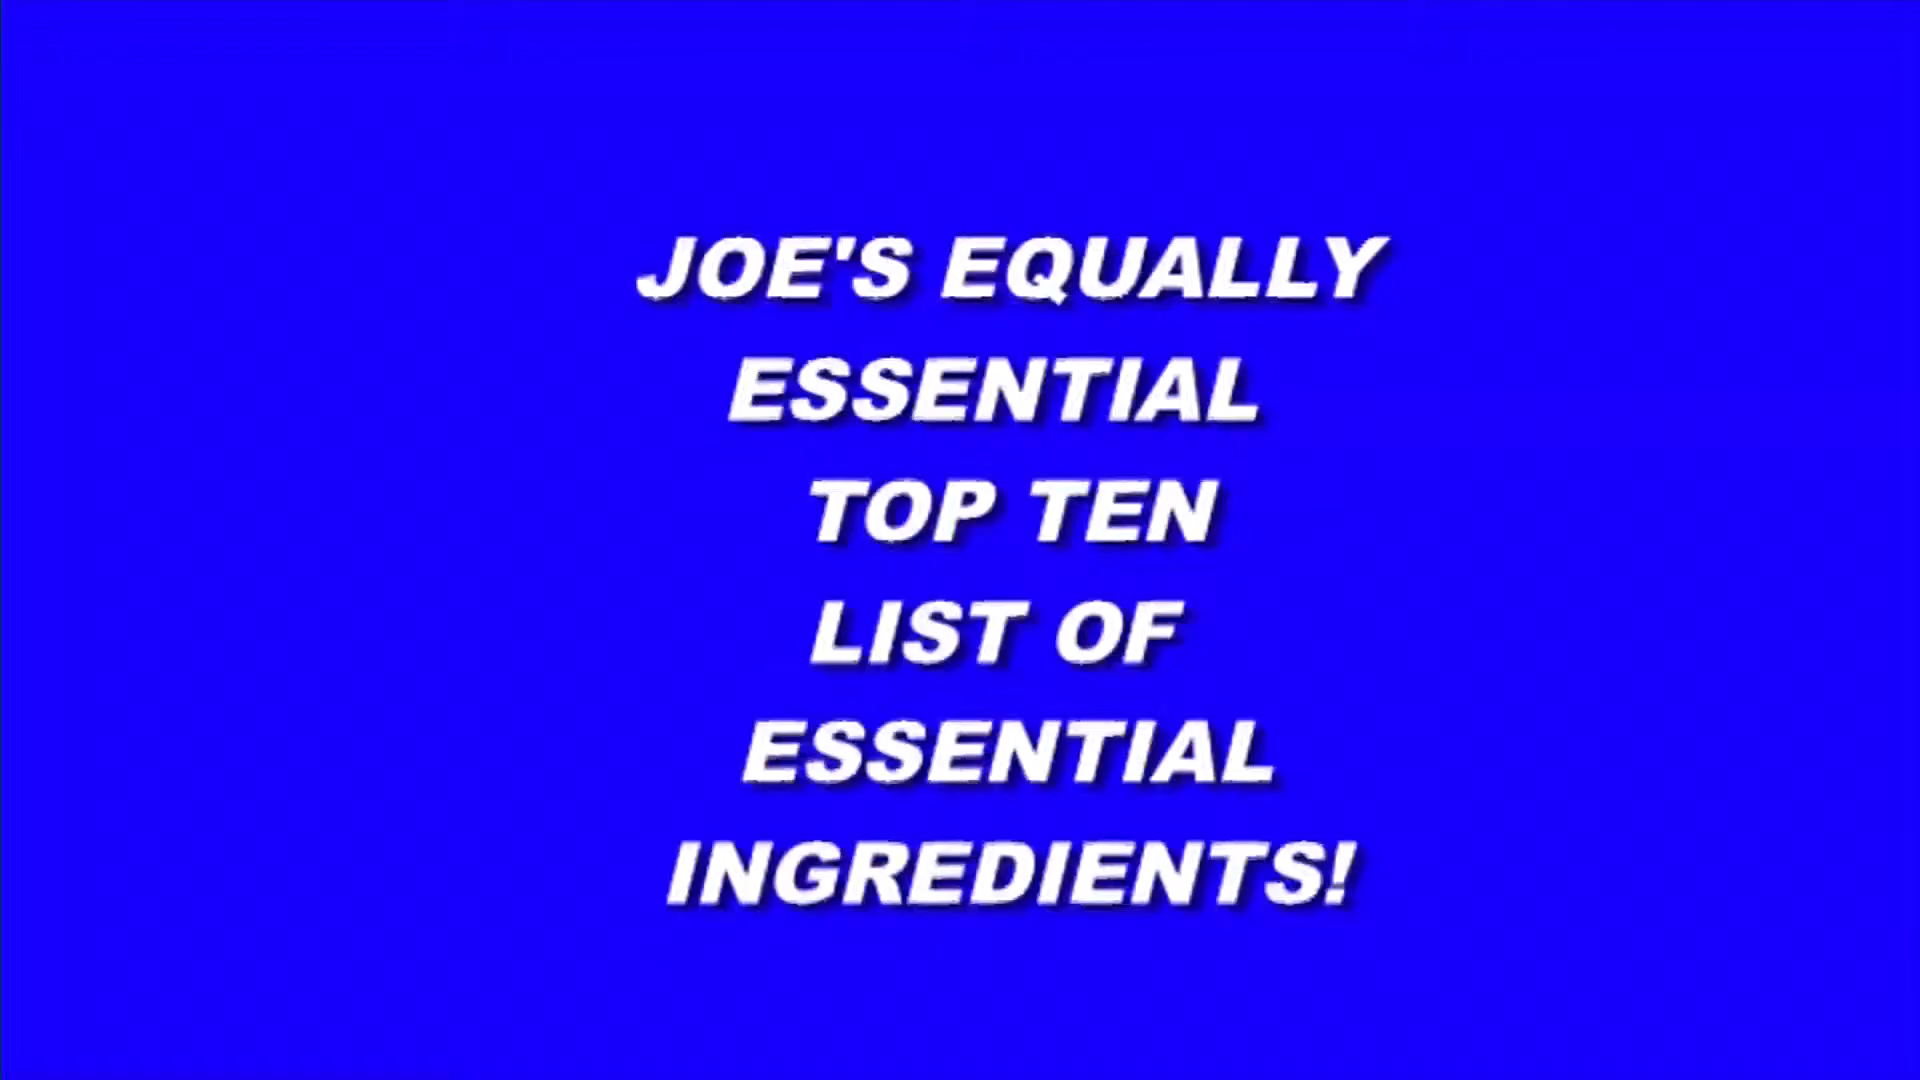 JOE'S EQUALLY
ESSENTIAL
TOP TEN
LIST OF
ESSENTIAL
INGREDIENTS!